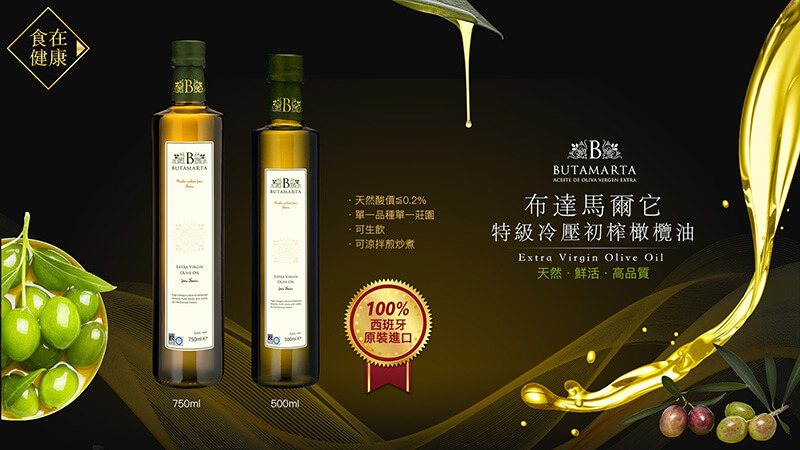 食在
健康
B
B
BUTAMARTA
EXTRA VIRGIN
OLIVE OIL
750ml e
750ml
B
B
BUTAMARTA
EXTRA VIRGIN
OLIVE OIL
500ml e
500ml
·天然酸價≦0.2%
·單一品種單一莊園
·可生飲
·可涼拌煎炒煮
100%
西班牙
原裝進口
B
BUTAMARTA
ACEITE DE OLIVA VIRGEN EXTRA
布達馬爾它
特級冷壓初榨橄欖油
Extra Virgin Olive Oil
天然·鮮活·高品質